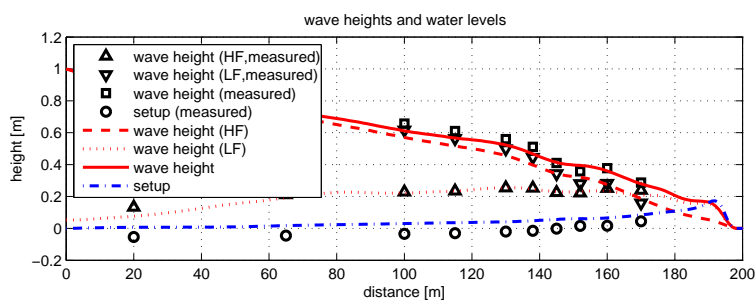 wave heights and water levels
1.2
1
0.8
0.6
0.4
0.2
0
−0.2
height [m]
wave height (HF,measured)
wave height (LF,measured)
wave height (measured)
setup (measured)
wave height (HF)
wave height (LF)
wave height
setup
0 20 40 60 80 100 120 140 160 180 200
distance [m]